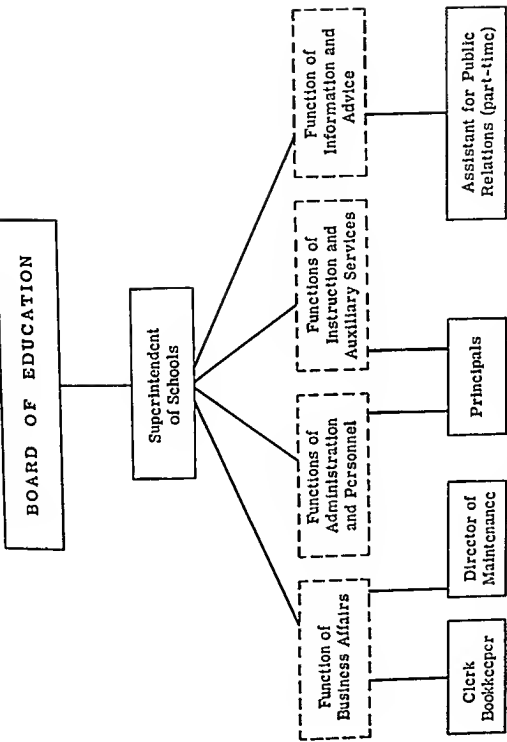 BOARD OF EDUCATION
Superintendent
of Schools
Function of
Business Affairs
Functions of
Administration
and Personnel
Functions of
Instruction and
Auxiliary Services
Function of
Information and
Advice
Clerk
Bookkeeper
Director of
Maintenance
Principals
Assistant for Public
Relations (part-time)